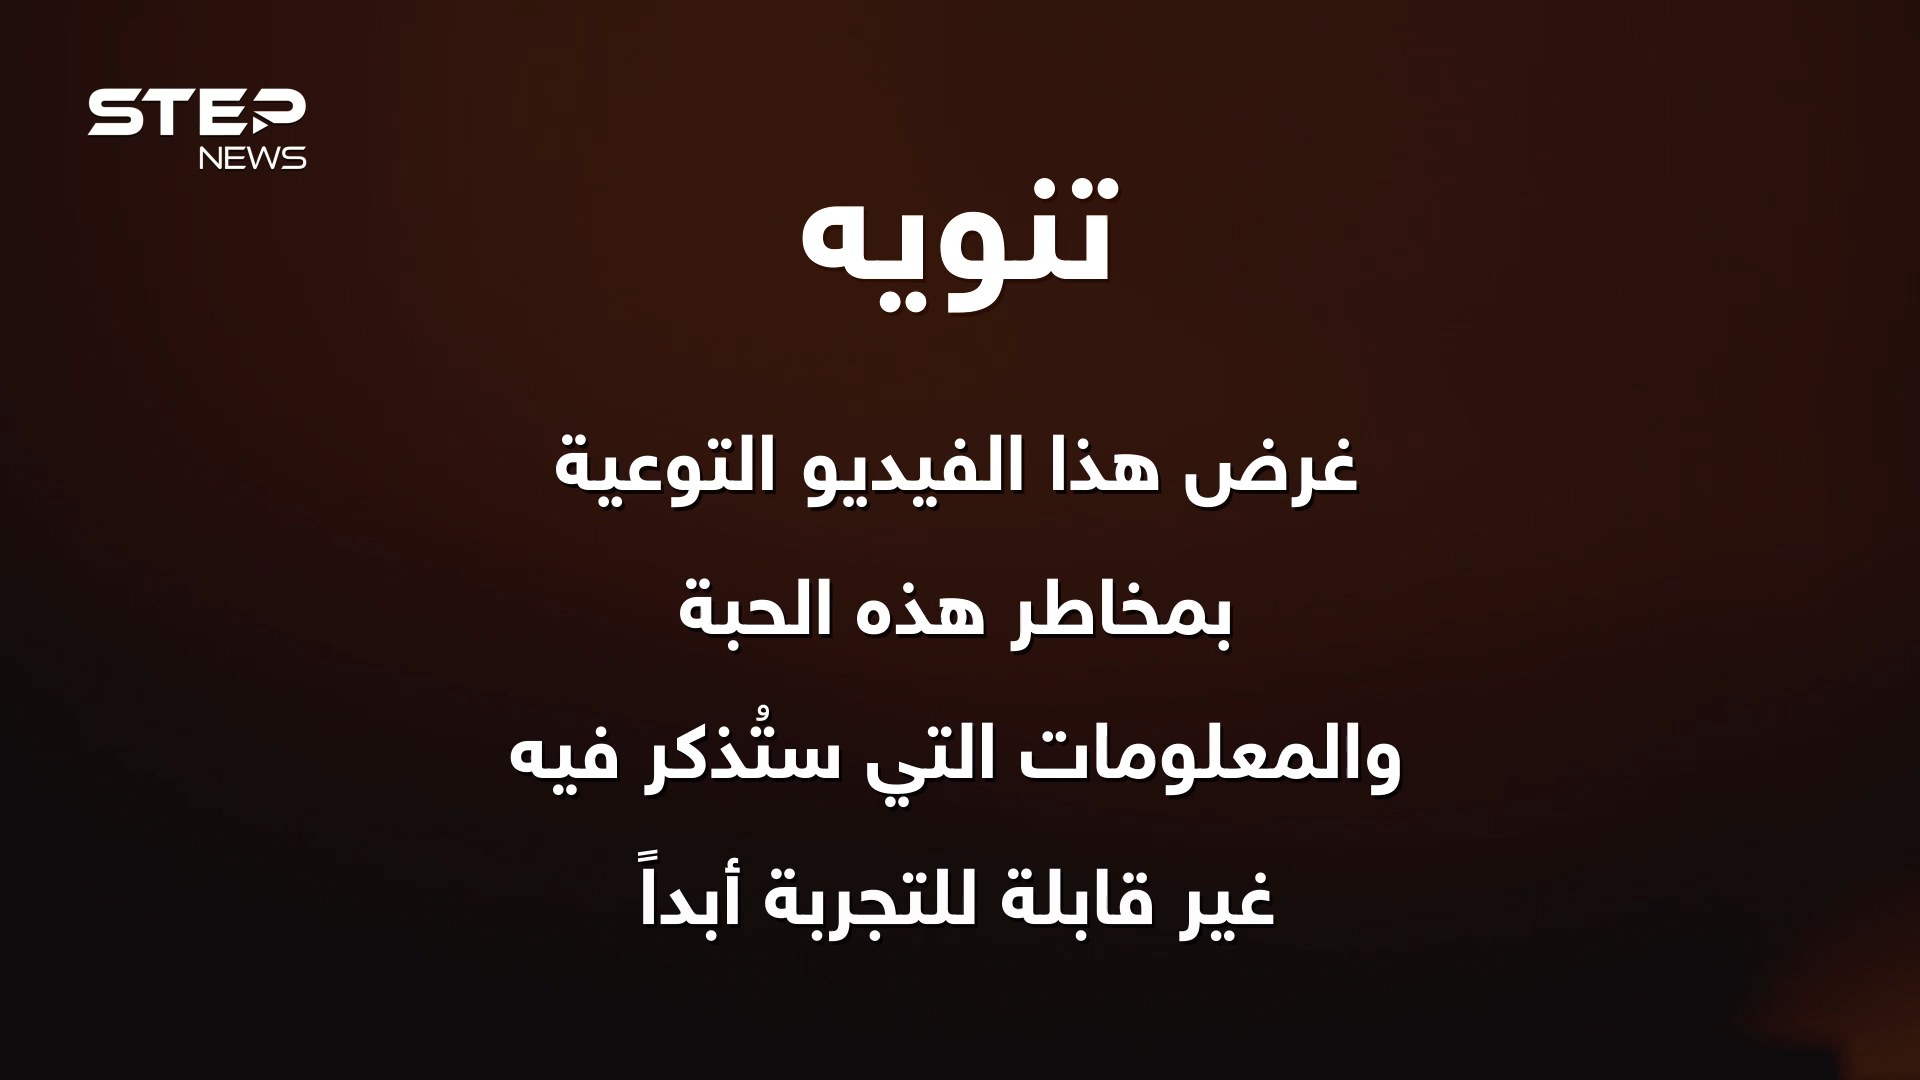 STEP
NEWS
تنويه
غرض هذا الفيديو التوعية
بمخاطر هذه الحبة
والمعلومات التي ستُذكر فيه
غير قابلة للتجربة أبداً